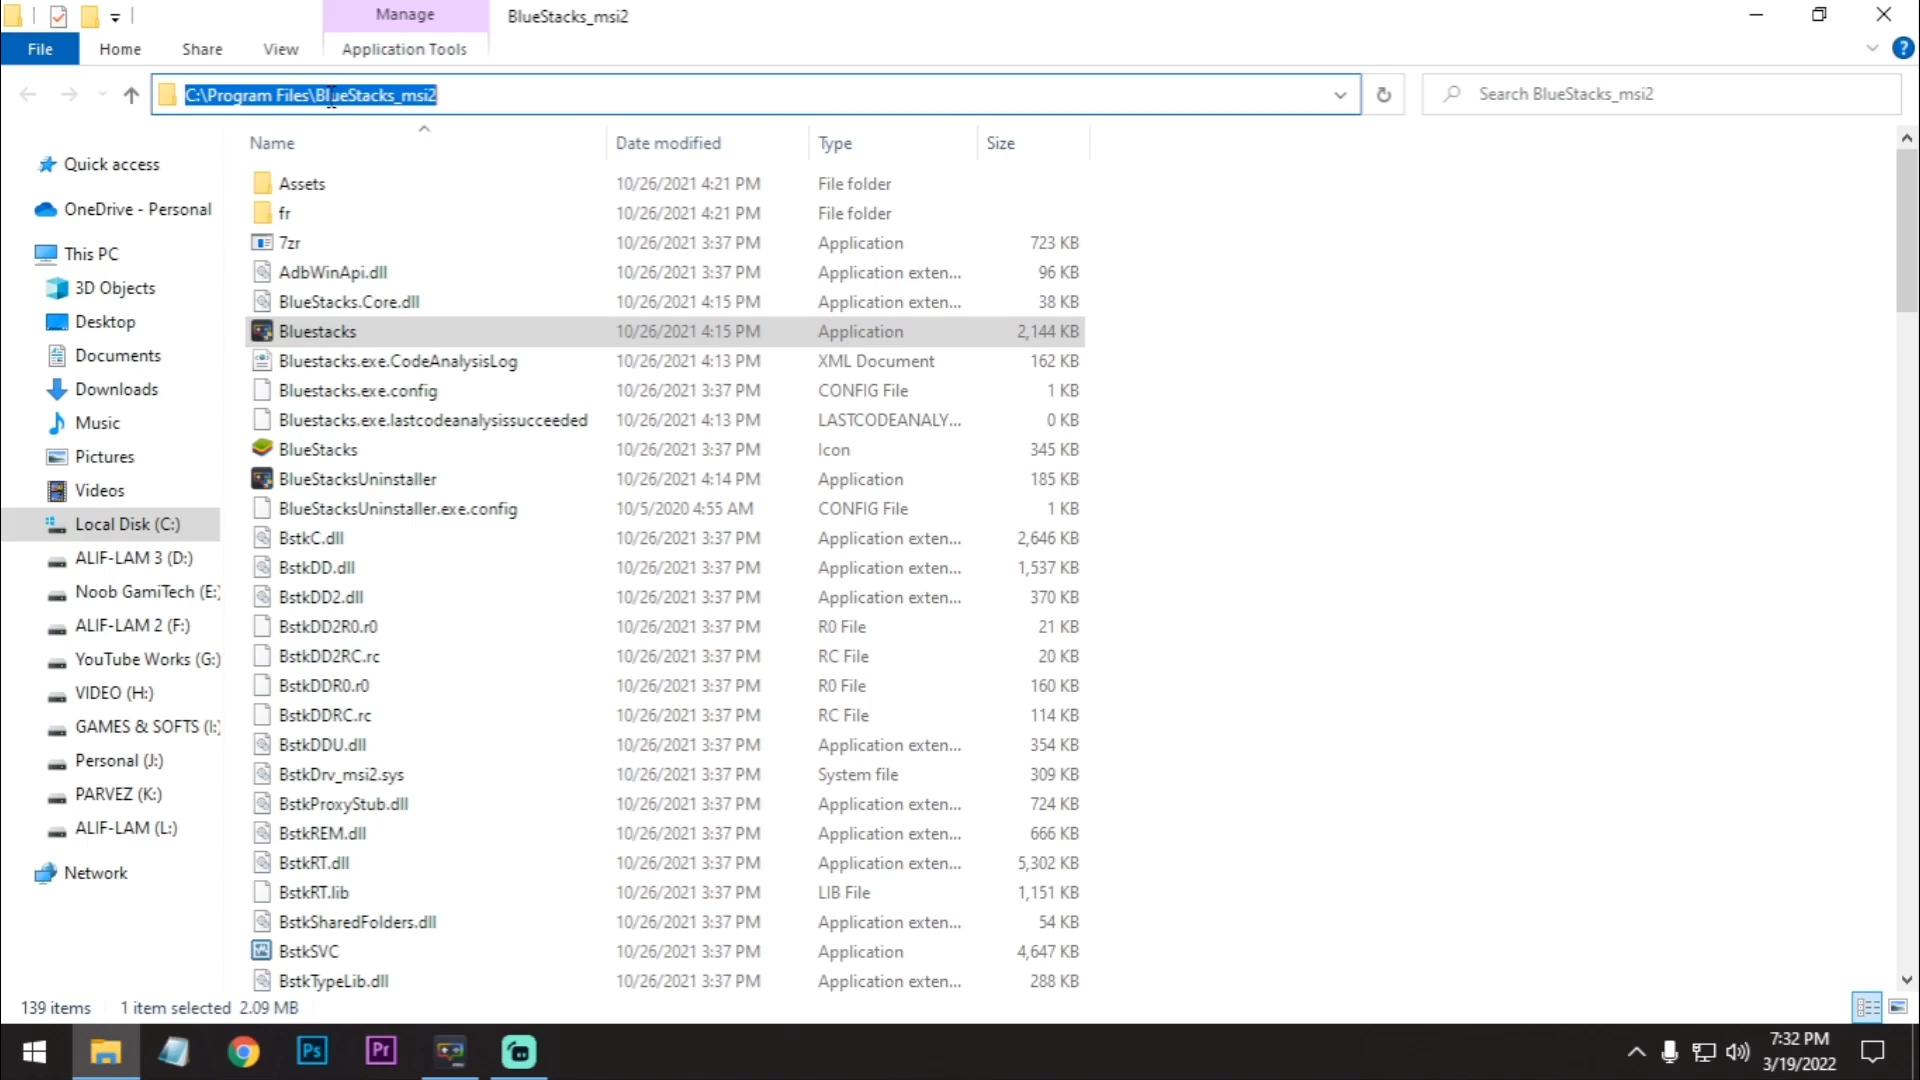 Manage
BlueStacks_msi2
File
Home
Share
View
Application Tools
C:\Program Files\BlueStacks_msi2
Search BlueStacks_msi2
Name
Date modified
Type
Size
Quick access
OneDrive - Personal
This PC
3D Objects
Desktop
Documents
Downloads
Music
Pictures
Videos
Local Disk (C:)
ALIF-LAM 3 (D:)
Noob GamiTech (E:)
ALIF-LAM 2 (F:)
YouTube Works (G:)
VIDEO (H:)
GAMES & SOFTS (I:)
Personal (J:)
PARVEZ (K:)
ALIF-LAM (L:)
Network
Assets 10/26/2021 4:21 PM File folder
fr 10/26/2021 4:21 PM File folder
7zr 10/26/2021 3:37 PM Application 723 KB
AdbWinApi.dll 10/26/2021 3:37 PM Application exten... 96 KB
BlueStacks.Core.dll 10/26/2021 4:15 PM Application exten... 38 KB
Bluestacks 10/26/2021 4:15 PM Application 2,144 KB
Bluestacks.exe.CodeAnalysisLog 10/26/2021 4:13 PM XML Document 162 KB
Bluestacks.exe.config 10/26/2021 3:37 PM CONFIG File 1 KB
Bluestacks.exe.lastcodeanalysissucceeded 10/26/2021 4:13 PM LASTCODEANALY... 0 KB
BlueStacks 10/26/2021 3:37 PM Icon 345 KB
BlueStacksUninstaller 10/26/2021 4:14 PM Application 185 KB
BlueStacksUninstaller.exe.config 10/5/2020 4:55 AM CONFIG File 1 KB
BstkC.dll 10/26/2021 3:37 PM Application exten... 2,646 KB
BstkDD.dll 10/26/2021 3:37 PM Application exten... 1,537 KB
BstkDD2.dll 10/26/2021 3:37 PM Application exten... 370 KB
BstkDD2R0.r0 10/26/2021 3:37 PM R0 File 21 KB
BstkDD2RC.rc 10/26/2021 3:37 PM RC File 20 KB
BstkDDR0.r0 10/26/2021 3:37 PM R0 File 160 KB
BstkDDRC.rc 10/26/2021 3:37 PM RC File 114 KB
BstkDDU.dll 10/26/2021 3:37 PM Application exten... 354 KB
BstkDrv_msi2.sys 10/26/2021 3:37 PM System file 309 KB
BstkProxyStub.dll 10/26/2021 3:37 PM Application exten... 724 KB
BstkREM.dll 10/26/2021 3:37 PM Application exten... 666 KB
BstkRT.dll 10/26/2021 3:37 PM Application exten... 5,302 KB
BstkRT.lib 10/26/2021 3:37 PM LIB File 1,151 KB
BstkSharedFolders.dll 10/26/2021 3:37 PM Application exten... 54 KB
BstkSVC 10/26/2021 3:37 PM Application 4,647 KB
BstkTypeLib.dll 10/26/2021 3:37 PM Application exten... 288 KB
139 items 1 item selected 2.09 MB
Ps
Pr
7:32 PM
3/19/2022